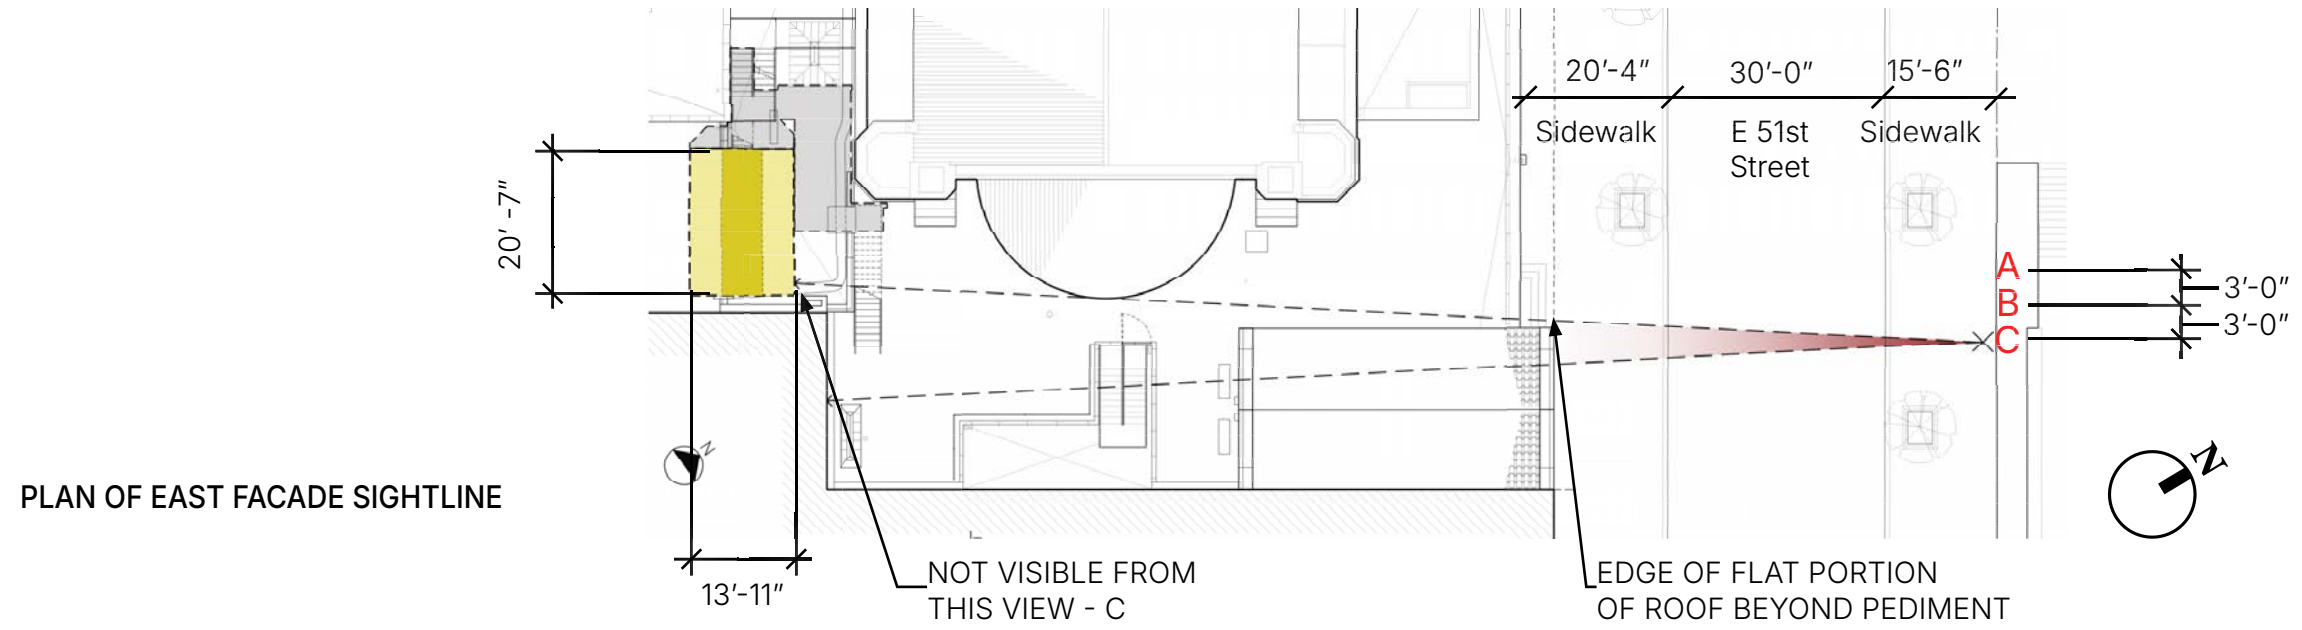 20’-4” 30’-0” 15’-6”
Sidewalk E 51st Sidewalk
Street
20’ -7”
A
3’-0”
B
3’-0”
C
N
N
PLAN OF EAST FACADE SIGHTLINE
13’-11”
NOT VISIBLE FROM
THIS VIEW - C
EDGE OF FLAT PORTION
OF ROOF BEYOND PEDIMENT